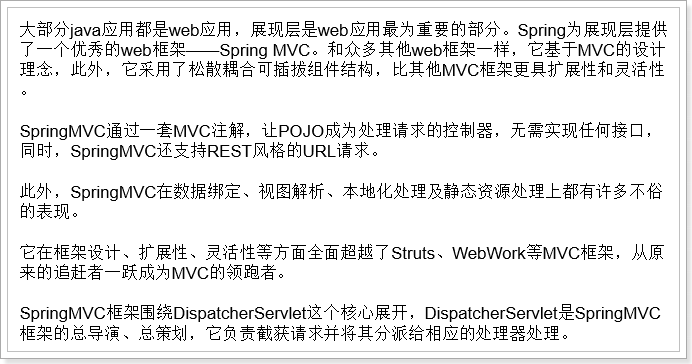 大部分java应用都是web应用，展现层是web应用最为重要的部分。Spring为展现层提供
了一个优秀的web框架——Spring MVC。和众多其他web框架一样，它基于MVC的设计
理念，此外，它采用了松散耦合可插拔组件结构，比其他MVC框架更具扩展性和灵活性
。
SpringMVC通过一套MVC注解，让POJO成为处理请求的控制器，无需实现任何接口，
同时，SpringMVC还支持REST风格的URL请求。
此外，SpringMVC在数据绑定、视图解析、本地化处理及静态资源处理上都有许多不俗
的表现。
它在框架设计、扩展性、灵活性等方面全面超越了Struts、WebWork等MVC框架，从原
来的追赶者一跃成为MVC的领跑者。
SpringMVC框架围绕DispatcherServlet这个核心展开，DispatcherServlet是SpringMVC
框架的总导演、总策划，它负责截获请求并将其分派给相应的处理器处理。